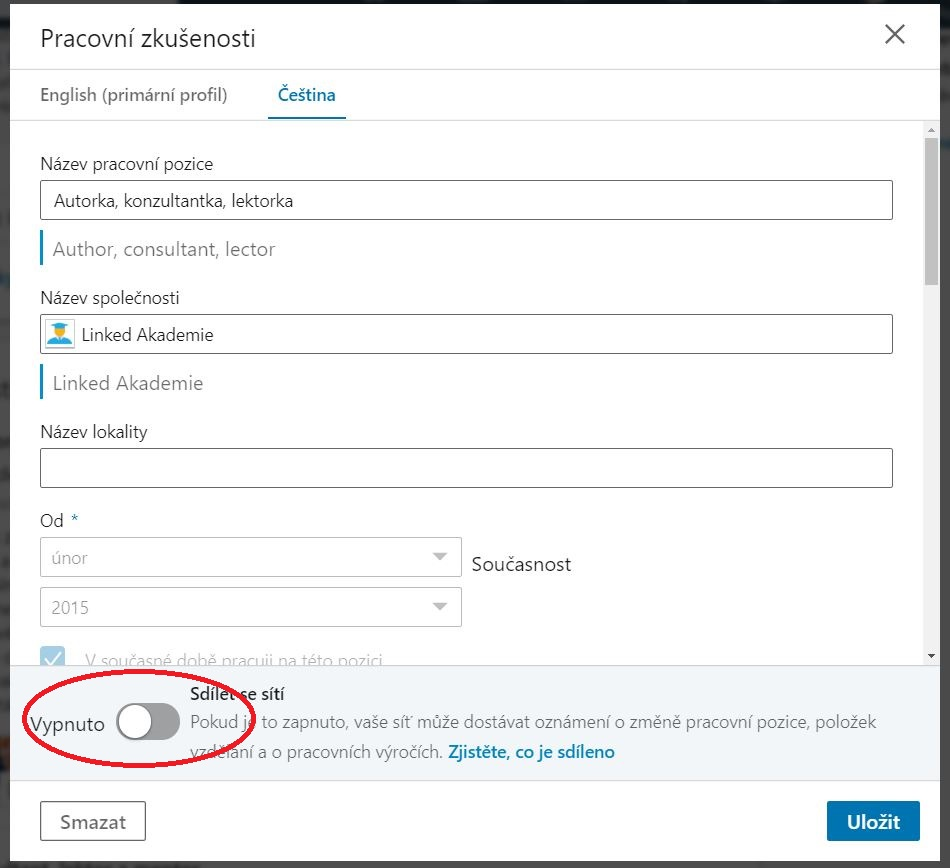 Pracovní zkušenosti
English (primární profil) Čeština
Název pracovní pozice
Autorka, konzultantka, lektorka
Author, consultant, lector
Název společnosti
Linked Akademie
Linked Akademie
Název lokality
Od *
únor
Současnost
2015
V současné době pracuji na této pozici
Sdílet se sítí
Vypnuto
Pokud je to zapnuto, vaše síť může dostávat oznámení o změně pracovní pozice, položek
vzdělání a o pracovních výročích. Zjistěte, co je sdíleno
Smazat
Uložit